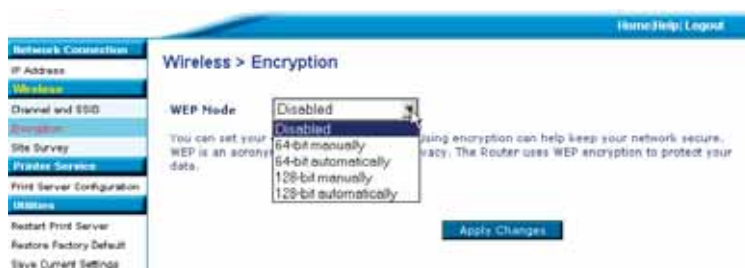 Home|Help|Logout
Network Connection
IP Address
Wireless
Channel and SSID
Encryption
Site Survey
Printer Service
Print Server Configuration
Utilities
Restart Print Server
Restore Factory Default
Save Current Settings
Wireless > Encryption
WEP Mode
Disabled
Disabled
64-bit manually
64-bit automatically
128-bit manually
128-bit automatically
You can set your using encryption can help keep your network secure.
WEP is an acrony vacy. The Router uses WEP encryption to protect your
data.
Apply Changes